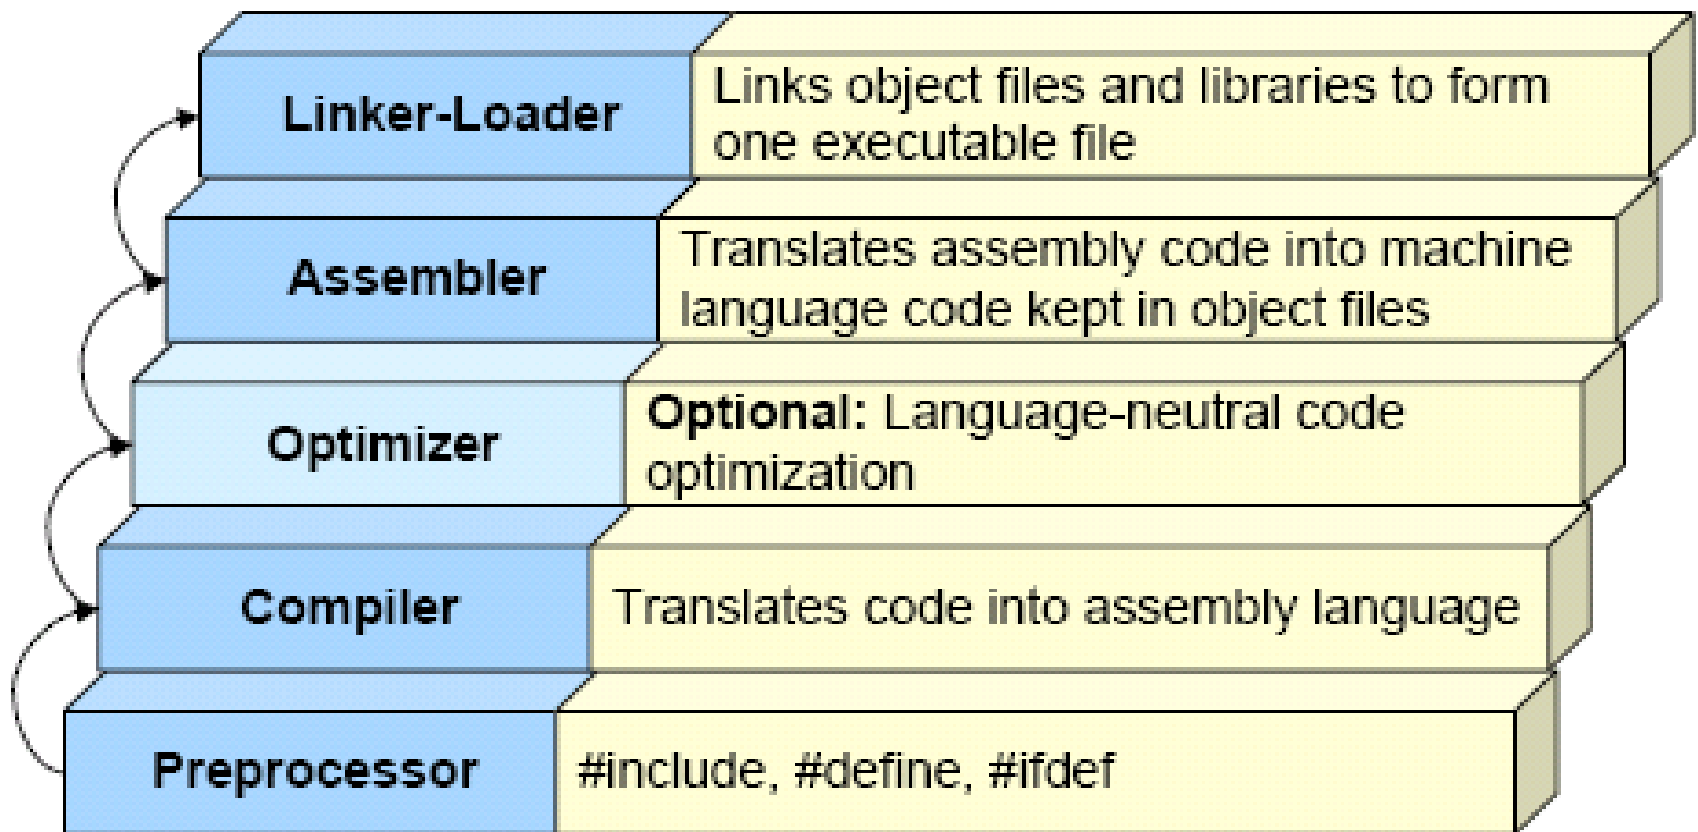 Linker-Loader
Links object files and libraries to form
one executable file
Assembler
Translates assembly code into machine
language code kept in object files
Optimizer
Optional: Language-neutral code
optimization
Compiler
Translates code into assembly language
Preprocessor
#include, #define, #ifdef